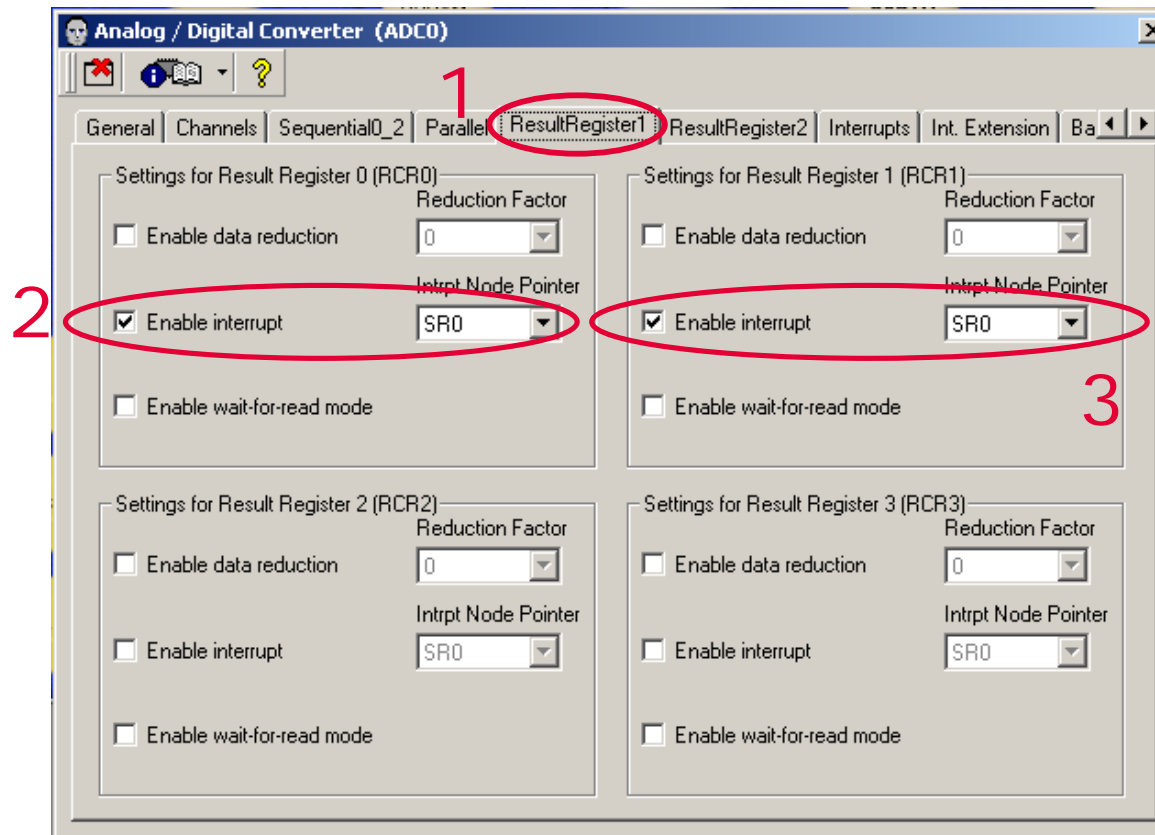 Analog / Digital Converter (ADC0)
1
General Channels Sequential0_2 Parallel ResultRegister1 ResultRegister2 Interrupts Int. Extension Ba
Settings for Result Register 0 (RCR0)
Reduction Factor
Enable data reduction 0
Intrpt Node Pointer
2
Enable interrupt SR0
Enable wait-for-read mode
Settings for Result Register 1 (RCR1)
Reduction Factor
Enable data reduction 0
Intrpt Node Pointer
Enable interrupt SR0
3
Enable wait-for-read mode
Settings for Result Register 2 (RCR2)
Reduction Factor
Enable data reduction 0
Intrpt Node Pointer
Enable interrupt SR0
Enable wait-for-read mode
Settings for Result Register 3 (RCR3)
Reduction Factor
Enable data reduction 0
Intrpt Node Pointer
Enable interrupt SR0
Enable wait-for-read mode